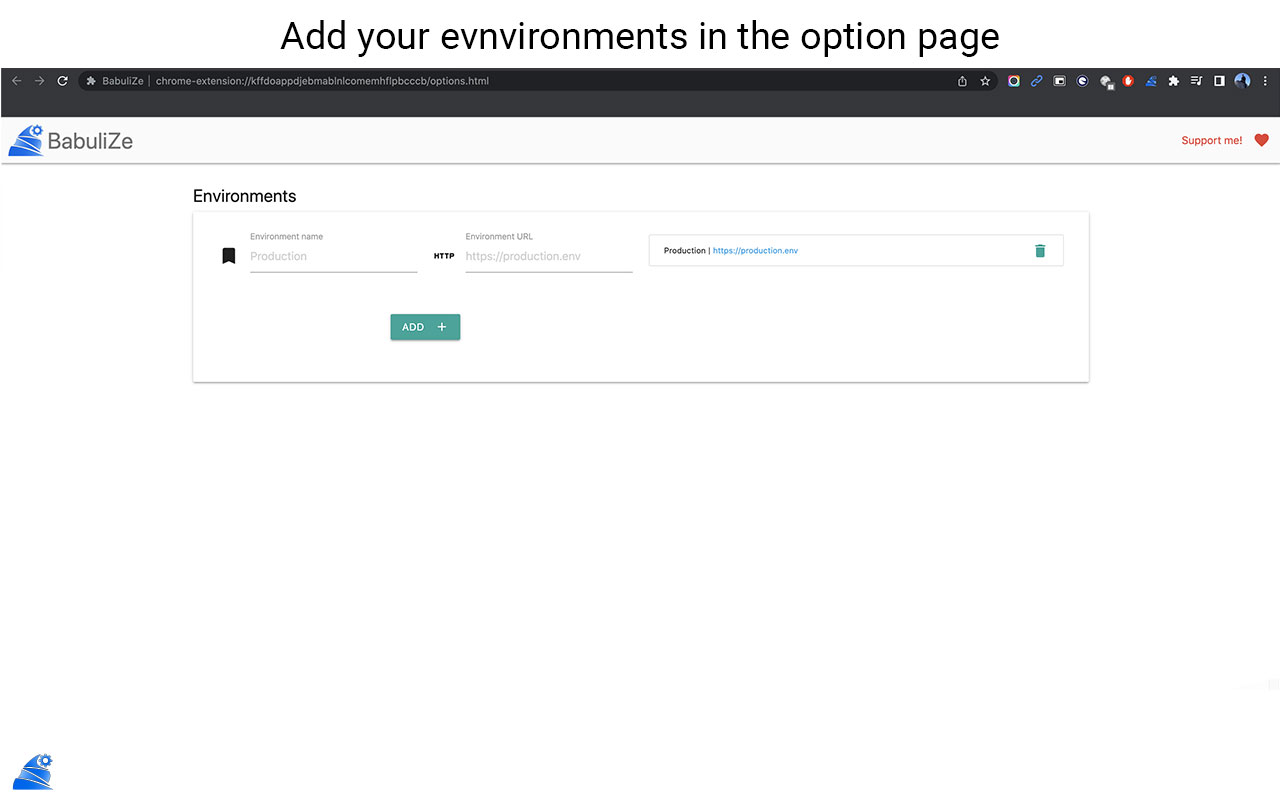 Add your evnvironments in the option page
BabuliZe | chrome-extension://kffdoappdjebmablnlcomemhflpbcccb/options.html
BabuliZe
Support me!
Environments
Environment name
Environment URL
Production
HTTP
https://production.env
Production | https://production.env
ADD +